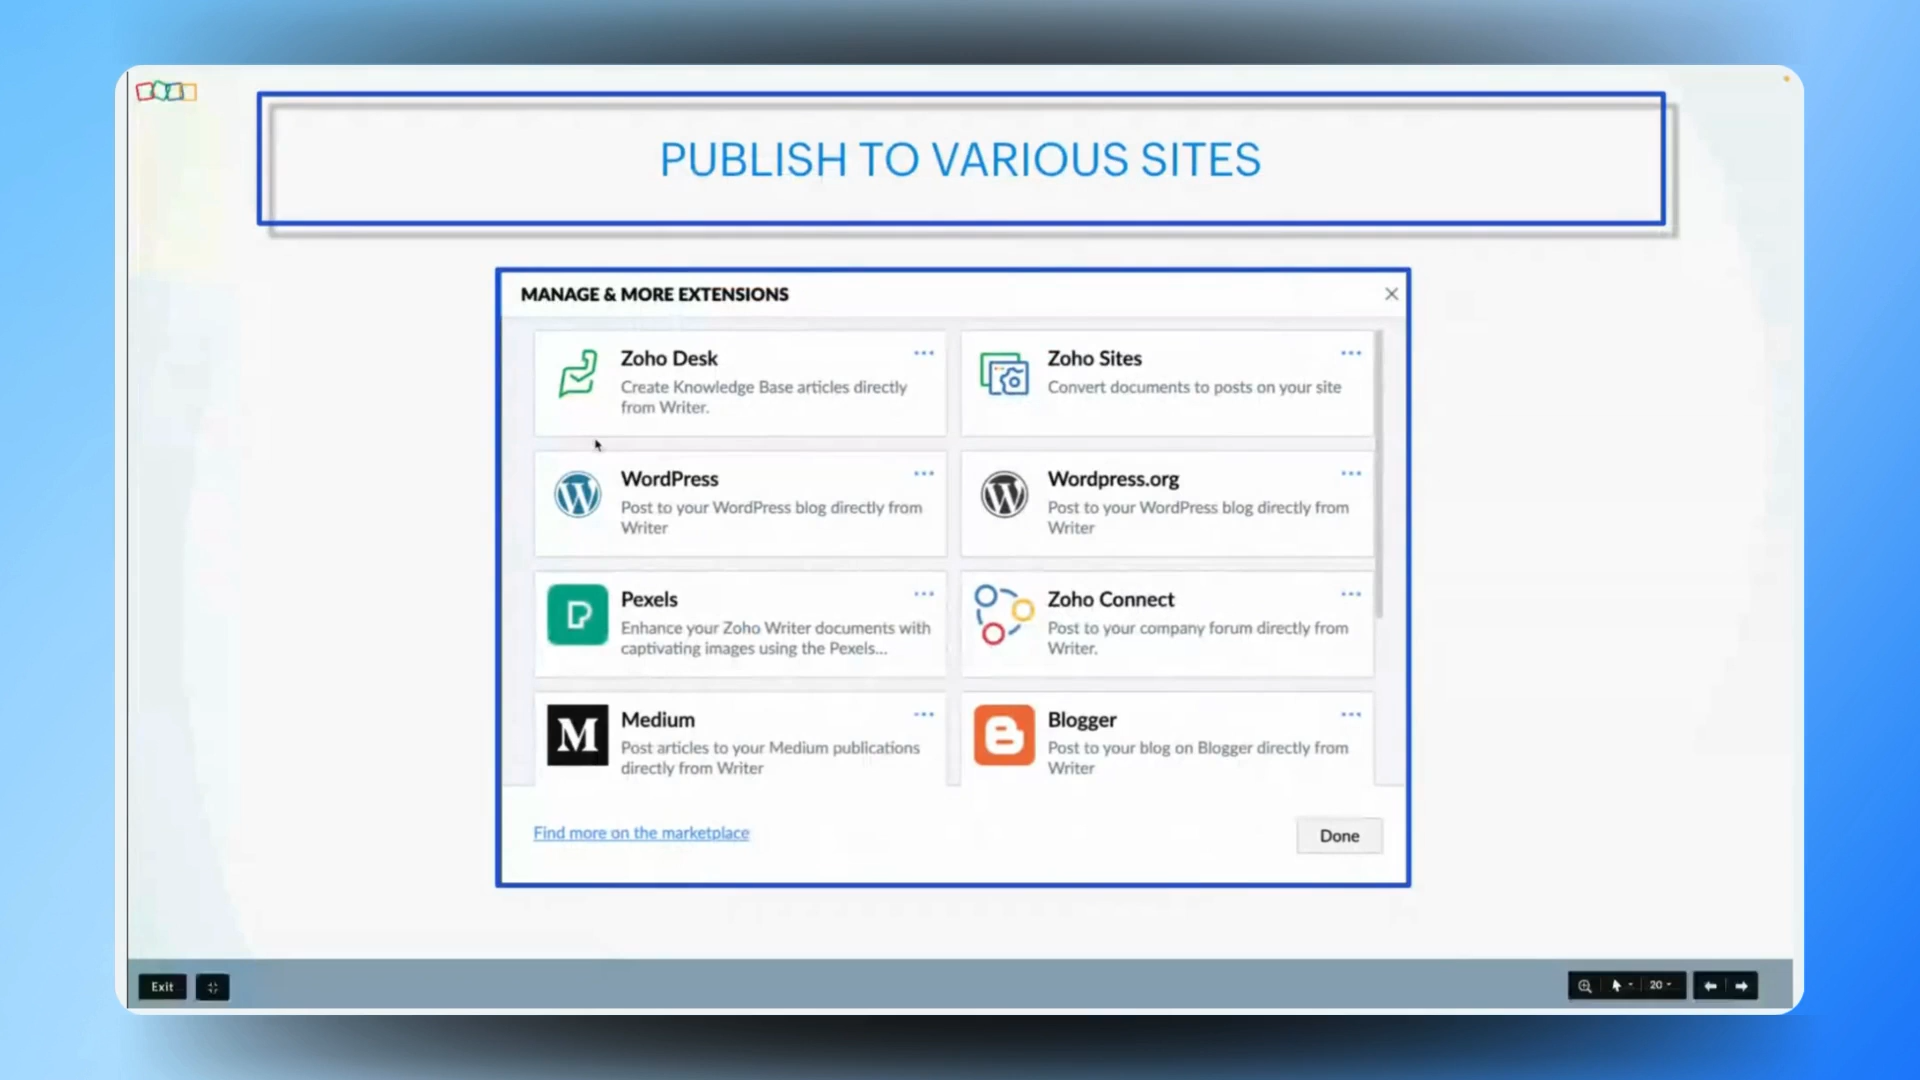 PUBLISH TO VARIOUS SITES
MANAGE & MORE EXTENSIONS
Zoho Desk
Create Knowledge Base articles directly
from Writer.
Zoho Sites
Convert documents to posts on your site
WordPress
Post to your WordPress blog directly from
Writer
Wordpress.org
Post to your WordPress blog directly from
Writer
Pexels
Enhance your Zoho Writer documents with
captivating images using the Pexels...
Zoho Connect
Post to your company forum directly from
Writer.
Medium
Post articles to your Medium publications
directly from Writer
Blogger
Post to your blog on Blogger directly from
Writer
Find more on the marketplace
Done
Exit
20